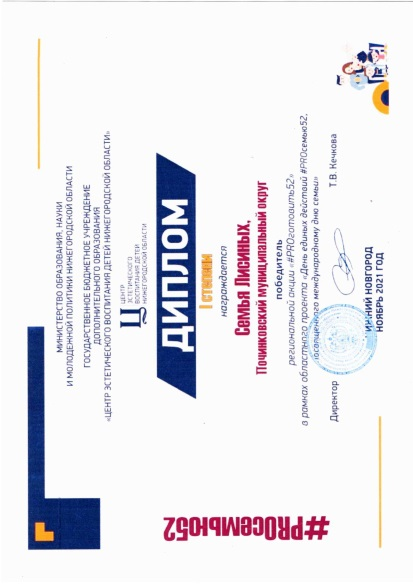 МИНИСТЕРСТВО ОБРАЗОВАНИЯ, НАУКИ
И МОЛОДЕЖНОЙ ПОЛИТИКИ НИЖЕГОРОДСКОЙ ОБЛАСТИ
ГОСУДАРСТВЕННОЕ БЮДЖЕТНОЕ УЧРЕЖДЕНИЕ
ДОПОЛНИТЕЛЬНОГО ОБРАЗОВАНИЯ
«ЦЕНТР ЭСТЕТИЧЕСКОГО ВОСПИТАНИЯ ДЕТЕЙ НИЖЕГОРОДСКОЙ ОБЛАСТИ»
Ц
ЦЕНТР
ЭСТЕТИЧЕСКОГО
ВОСПИТАНИЯ ДЕТЕЙ
НИЖЕГОРОДСКОЙ ОБЛАСТИ
ДИПЛОМ
I степени
награждается
Семья Лисиных,
Починковский муниципальный округ
победитель
региональной акции «#PROготовить52»
в рамках областного проекта «День единых действий #PROсемью52,
посвященного международному дню семьи»
Директор
Т.В. Кечкова
НИЖНИЙ НОВГОРОД
НОЯБРЬ 2021 ГОД
#PROсемью52